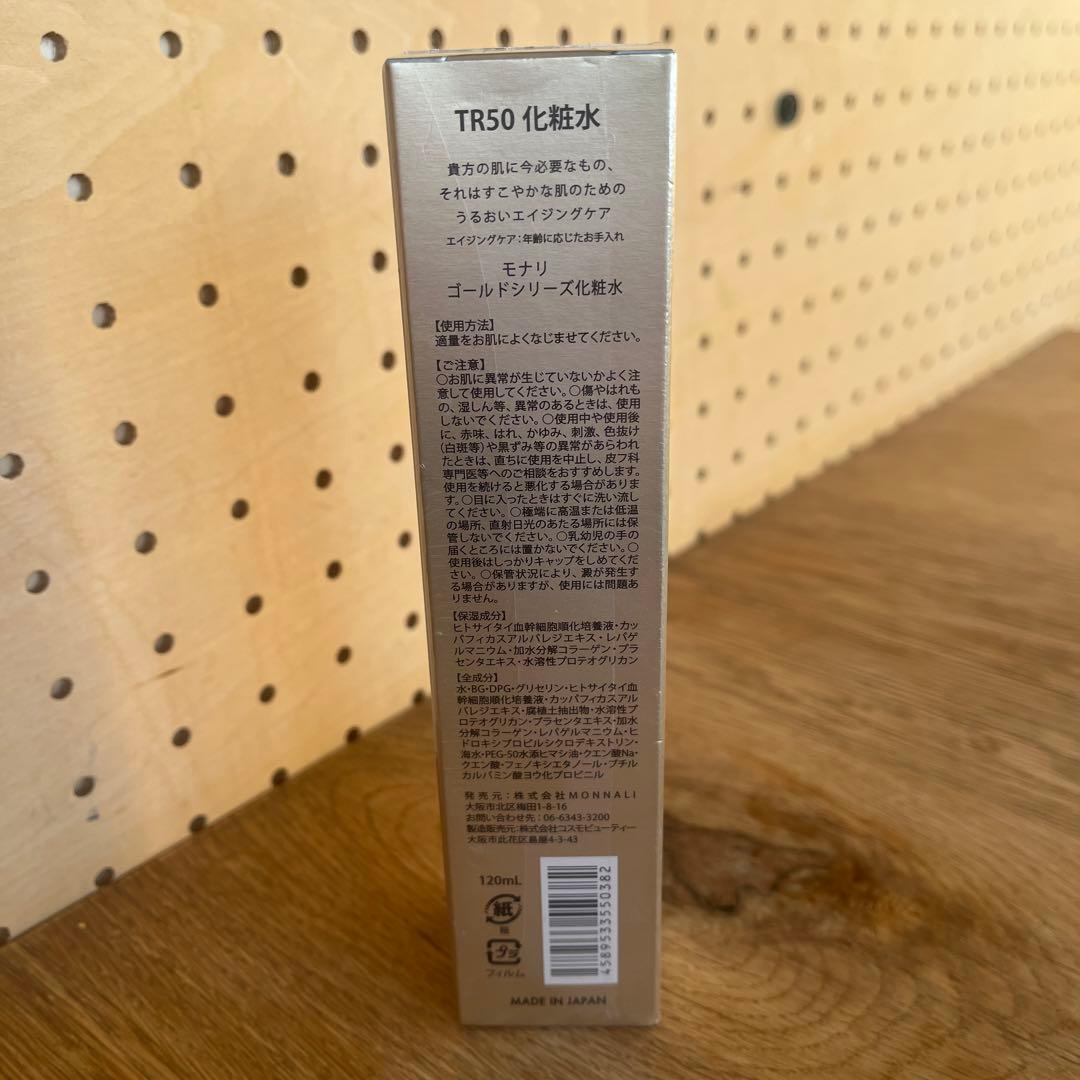 TR50 化粧水
貴方の肌に今必要なもの、
それはすこやかな肌のための
うるおいエイジングケア
エイジングケア:年齢に応じたお手入れ
モナリ
ゴールドシリーズ化粧水
【使用方法】
適量をお肌によくなじませてください。
【ご注意】
○お肌に異常が生じていないかよく注
意して使用してください。○傷やはれも
の、湿しん等、異常のあるときは、使用
しないでください。○使用中や使用後
に、赤味、はれ、かゆみ、刺激、色抜け
(白斑等)や黒ずみ等の異常があらわれ
たときは、直ちに使用を中止し、皮フ科
専門医等へのご相談をおすすめします。
使用を続けると悪化する場合がありま
す。○目に入ったときはすぐに洗い流し
てください。○極端に高温または低温
の場所、直射日光のあたる場所には保
管しないでください。○乳幼児の手の
届くところには置かないでください。○
使用後はしっかりキャップをしめてくだ
さい。○保管状況により、澱が発生す
る場合がありますが、使用には問題あ
りません。
【保湿成分】
ヒトサイタイ血幹細胞順化培養液・カッ
パフィカスアルバレジエキス・レパゲ
ルマニウム・加水分解コラーゲン・プラ
センタエキス・水溶性プロテオグリカン
【全成分】
水・BG・DPG・グリセリン・ヒトサイタイ血
幹細胞順化培養液・カッパフィカスアル
バレジエキス・腐植土抽出物・水溶性プ
ロテオグリカン・プラセンタエキス・加水
分解コラーゲン・レパゲルマニウム・ヒ
ドロキシプロピルシクロデキストリン・
海水・PEG-50水添ヒマシ油・クエン酸Na・
クエン酸・フェノキシエタノール・ブチル
カルバミン酸ヨウ化プロピニル
発売元:株式会社MONNALI
大阪市北区梅田1-8-16
お問い合わせ先:06-6343-3200
製造販売元:株式会社コスモビューティー
大阪市此花区島屋4-3-43
120mL
紙
紙
プラ
フィルム
4589533550382
MADE IN JAPAN